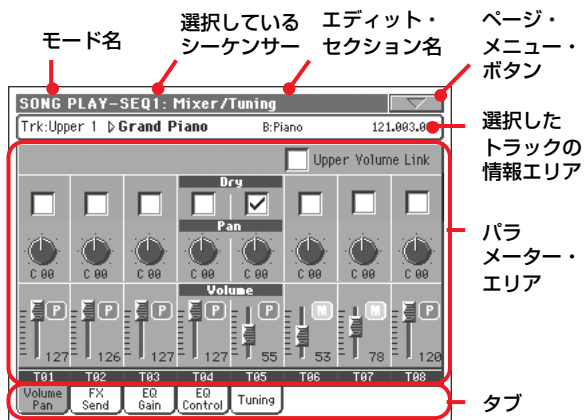 モード名
選択している
シーケンサー
エディット・
セクション名
ページ・
メニュー・
ボタン
SONG PLAY-SEQ1: Mixer/Tuning
Trk:Upper 1 ▷Grand Piano B:Piano 121.003.0
選択した
トラックの
情報エリア
Upper Volume Link
Dry
Pan
C 00 C 00 C 00 C 00 C 00 C 00 C 00 C 00
パラ
メーター・
エリア
Volume
P P P P P M M P
127 126 127 127 55 53 78 120
T01 T02 T03 T04 T05 T06 T07 T08
Volume Pan
FX Send
EQ Gain
EQ Control
Tuning
タブ